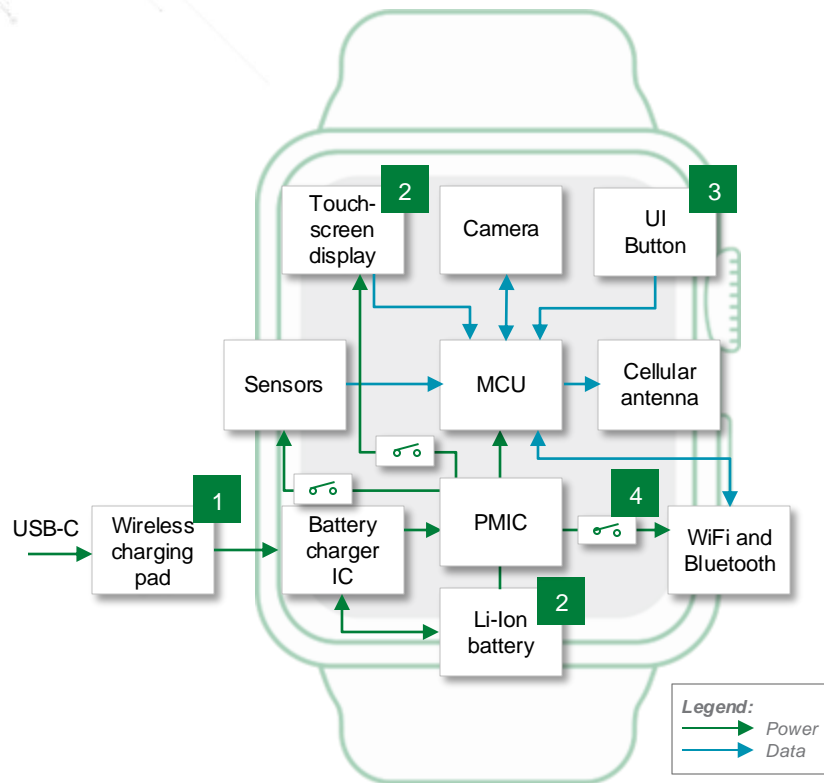 2
3
Touch-
screen
display
Camera
UI
Button
Sensors
MCU
Cellular
antenna
1
4
USB-C
Wireless
charging
pad
Battery
charger
IC
PMIC
WiFi and
Bluetooth
2
Li-Ion
battery
Legend:
Power
Data